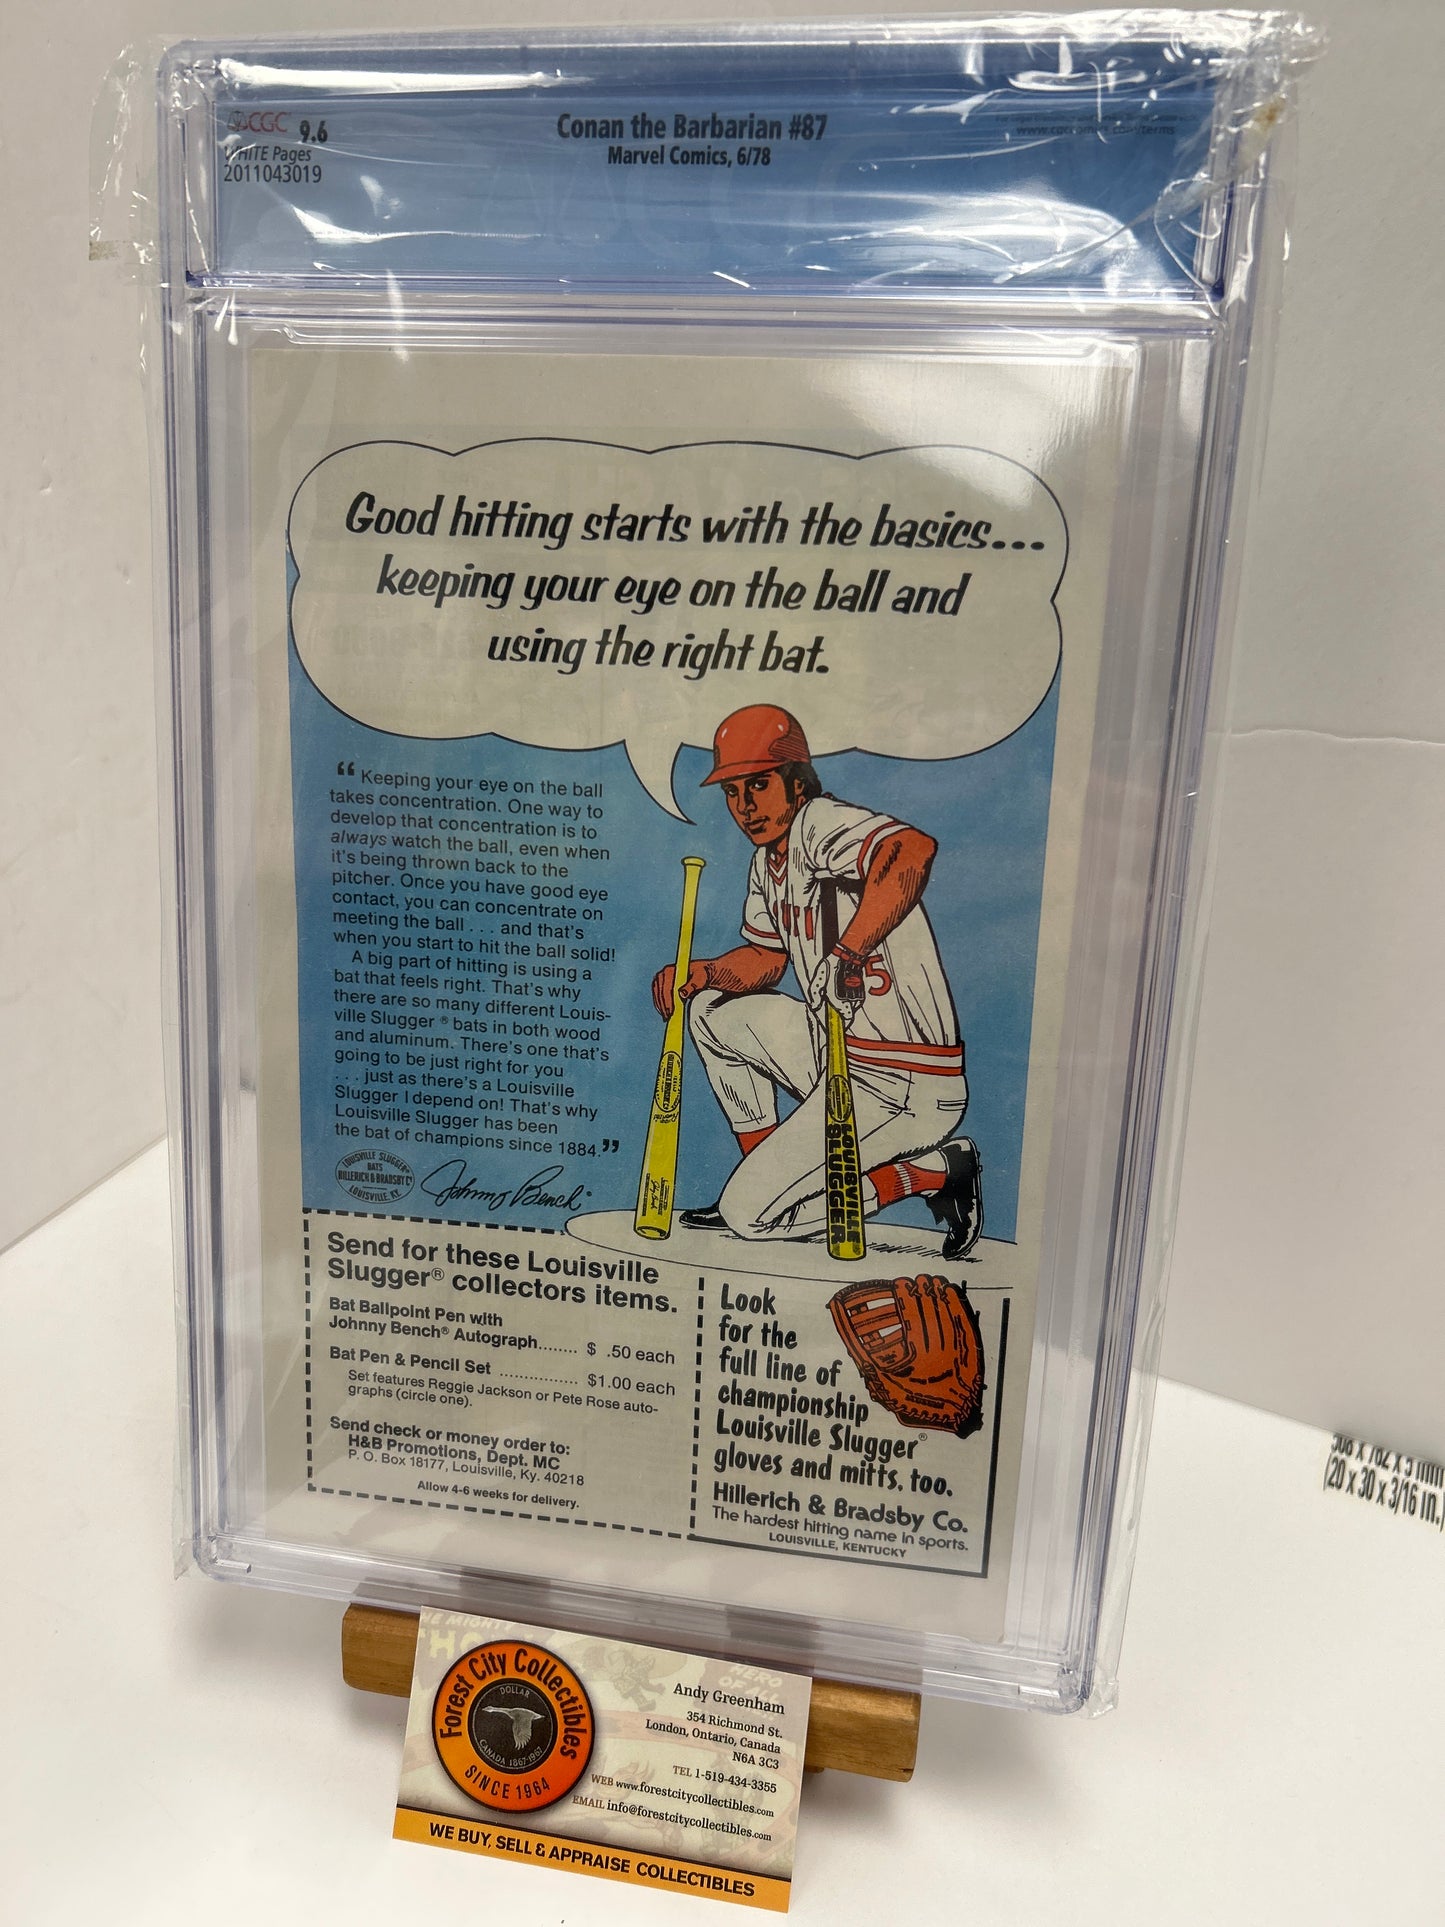 CGC 9.6
WHITE Pages
2011043019
Conan the Barbarian #87
Marvel Comics, 6/78
www.cgccomics.com/terms
Good hitting starts with the basics...
keeping your eye on the ball and
using the right bat.
“ Keeping your eye on the ball
takes concentration. One way to
develop that concentration is to
always watch the ball, even when
it's being thrown back to the
pitcher. Once you have good eye
contact, you can concentrate on
meeting the ball . . . and that's
when you start to hit the ball solid!
A big part of hitting is using a
bat that feels right. That's why
there are so many different Louis-
ville Slugger ® bats in both wood
and aluminum. There's one that's
going to be just right for you
. . . just as there's a Louisville
Slugger I depend on! That's why
Louisville Slugger has been
the bat of champions since 1884.”
LOUISVILLE SLUGGER
BATS
HILLERICH & BRADSBY Co
LOUISVILLE, KY.
Johnny Bench
5
LOUISVILLE
SLUGGER
Send for these Louisville
Slugger® collectors items.
Bat Ballpoint Pen with
Johnny Bench® Autograph........ $ .50 each
Bat Pen & Pencil Set ................ $1.00 each
Set features Reggie Jackson or Pete Rose auto-
graphs (circle one).
Send check or money order to:
H&B Promotions, Dept. MC
P. O. Box 18177, Louisville, Ky. 40218
Allow 4-6 weeks for delivery.
Look
for the
full line of
championship
Louisville Slugger®
gloves and mitts, too.
Hillerich & Bradsby Co.
The hardest hitting name in sports.
LOUISVILLE, KENTUCKY
(20 x 30 x 3/16 in.)
Forest City Collectibles
DOLLAR
CANADA 1867-1967
SINCE 1964
Andy Greenham
354 Richmond St.
London, Ontario, Canada
N6A 3C3
TEL 1-519-434-3355
WEB www.forestcitycollectibles.com
EMAIL info@forestcitycollectibles.com
WE BUY, SELL & APPRAISE COLLECTIBLES